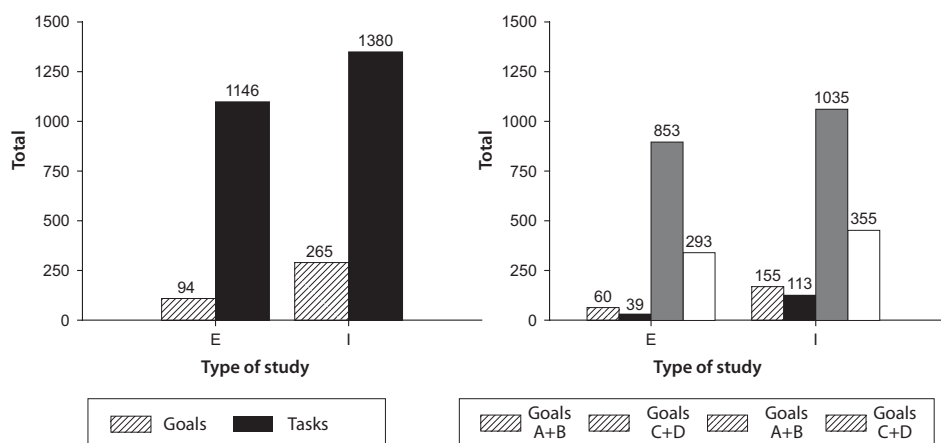 1500
1250
1000
750
500
250
0
Total
94
1146
265
1380
E
I
Type of study
Goals
Tasks
1500
1250
1000
750
500
250
0
Total
60
39
853
293
155
113
1035
355
E
I
Type of study
Goals
A+B
Goals
C+D
Goals
A+B
Goals
C+D